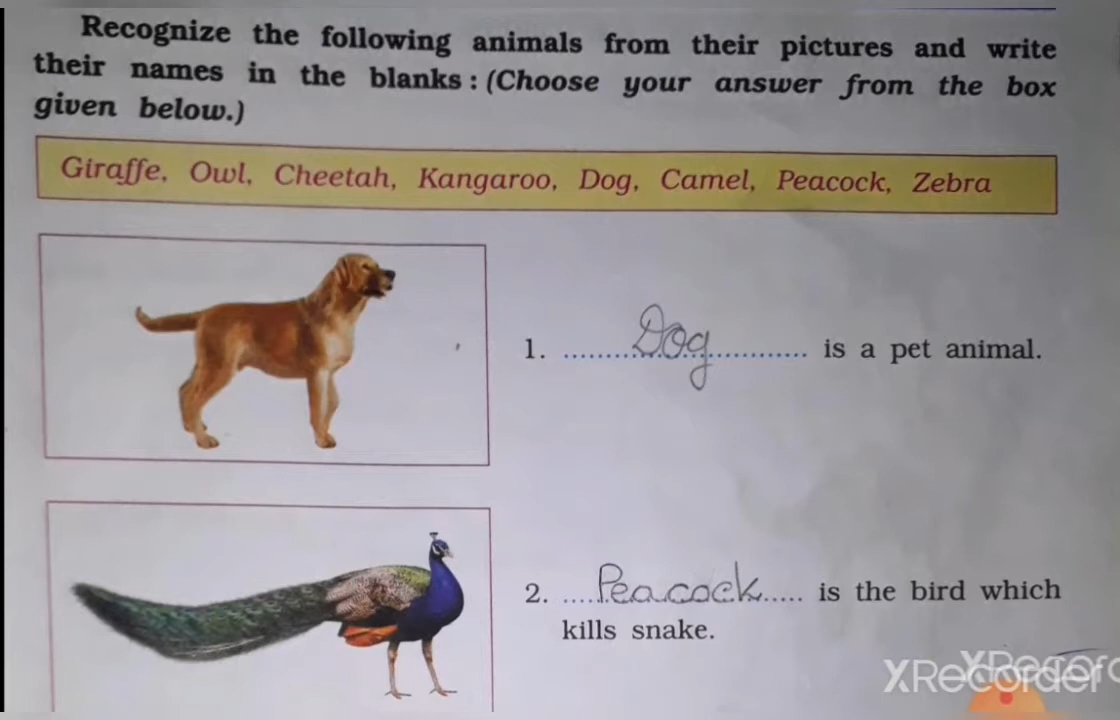 Recognize the following animals from their pictures and write
their names in the blanks : (Choose your answer from the box
given below.)
Giraffe, Owl, Cheetah, Kangaroo, Dog, Camel, Peacock, Zebra
1. ....Dog.... is a pet animal.
2. ....Peacock.... is the bird which
kills snake.
XRecorder